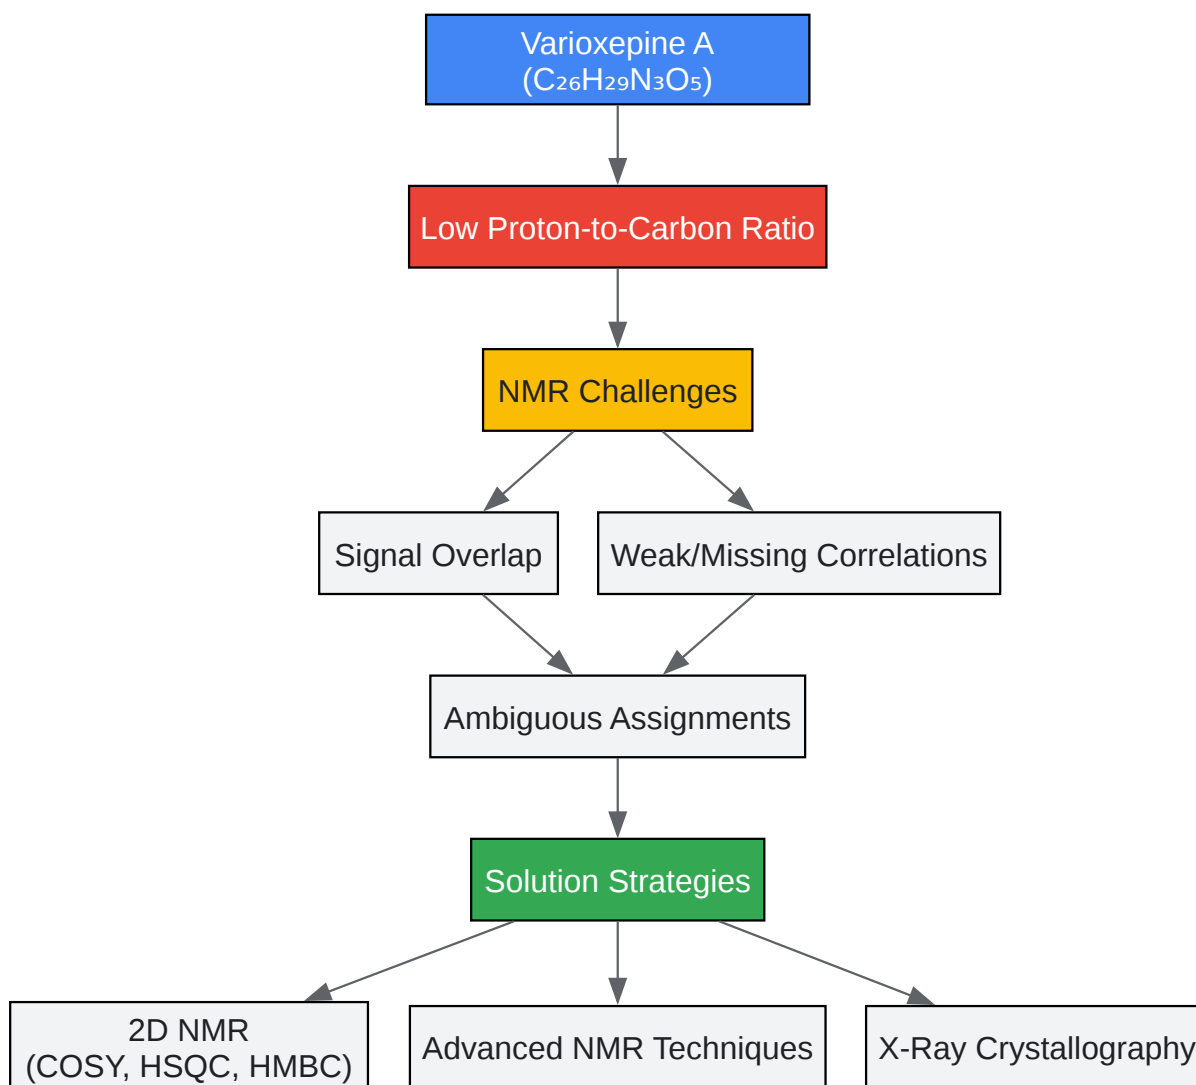 Varioxepine A
(C₂₆H₂₉N₃O₅)
Low Proton-to-Carbon Ratio
NMR Challenges
Signal Overlap
Weak/Missing Correlations
Ambiguous Assignments
Solution Strategies
2D NMR
(COSY, HSQC, HMBC)
Advanced NMR Techniques
X-Ray Crystallography